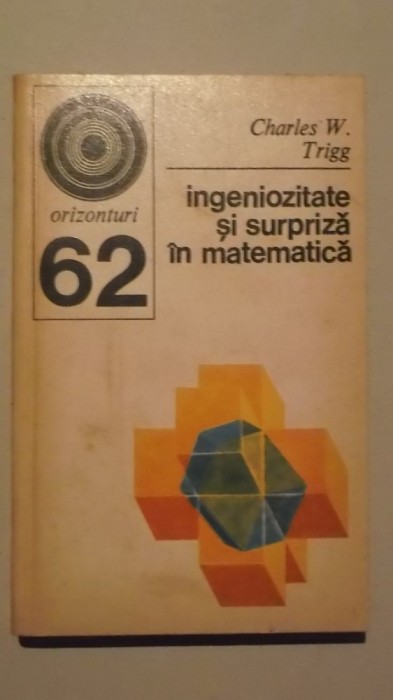 orizonturi
62
Charles W.
Trigg
ingeniozitate
și surpriză
în matematică